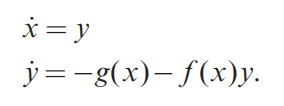 ẋ = y
ẏ = −g(x) − f(x)y.